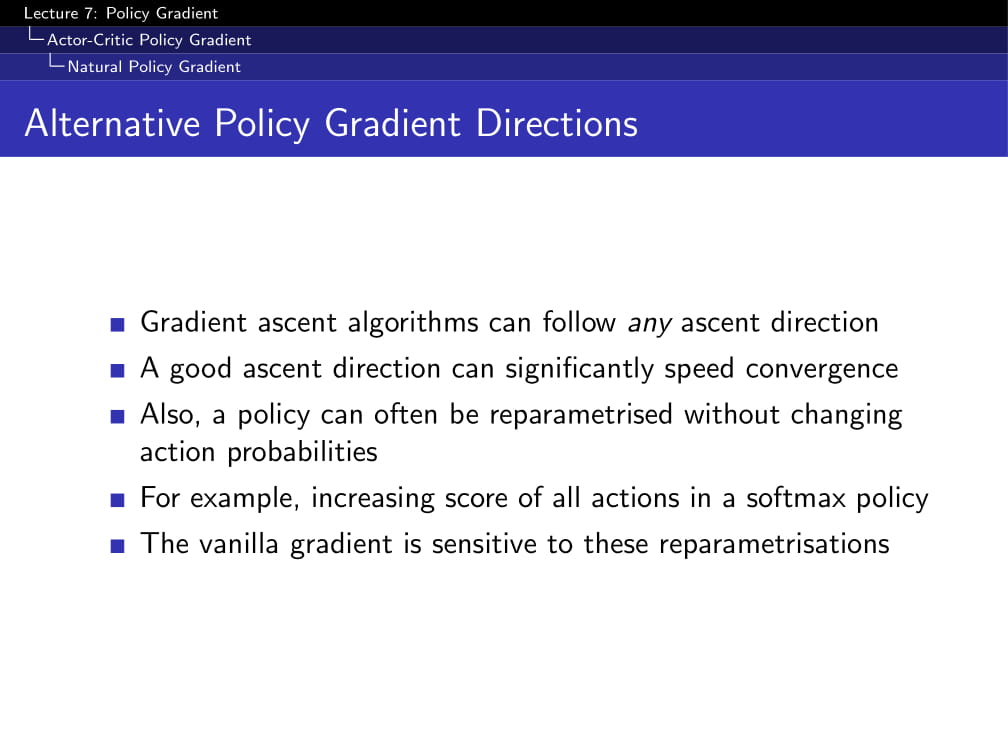 Lecture 7: Policy Gradient
Actor-Critic Policy Gradient
Natural Policy Gradient
Alternative Policy Gradient Directions
Gradient ascent algorithms can follow any ascent direction
A good ascent direction can significantly speed convergence
Also, a policy can often be reparametrised without changing
action probabilities
For example, increasing score of all actions in a softmax policy
The vanilla gradient is sensitive to these reparametrisations